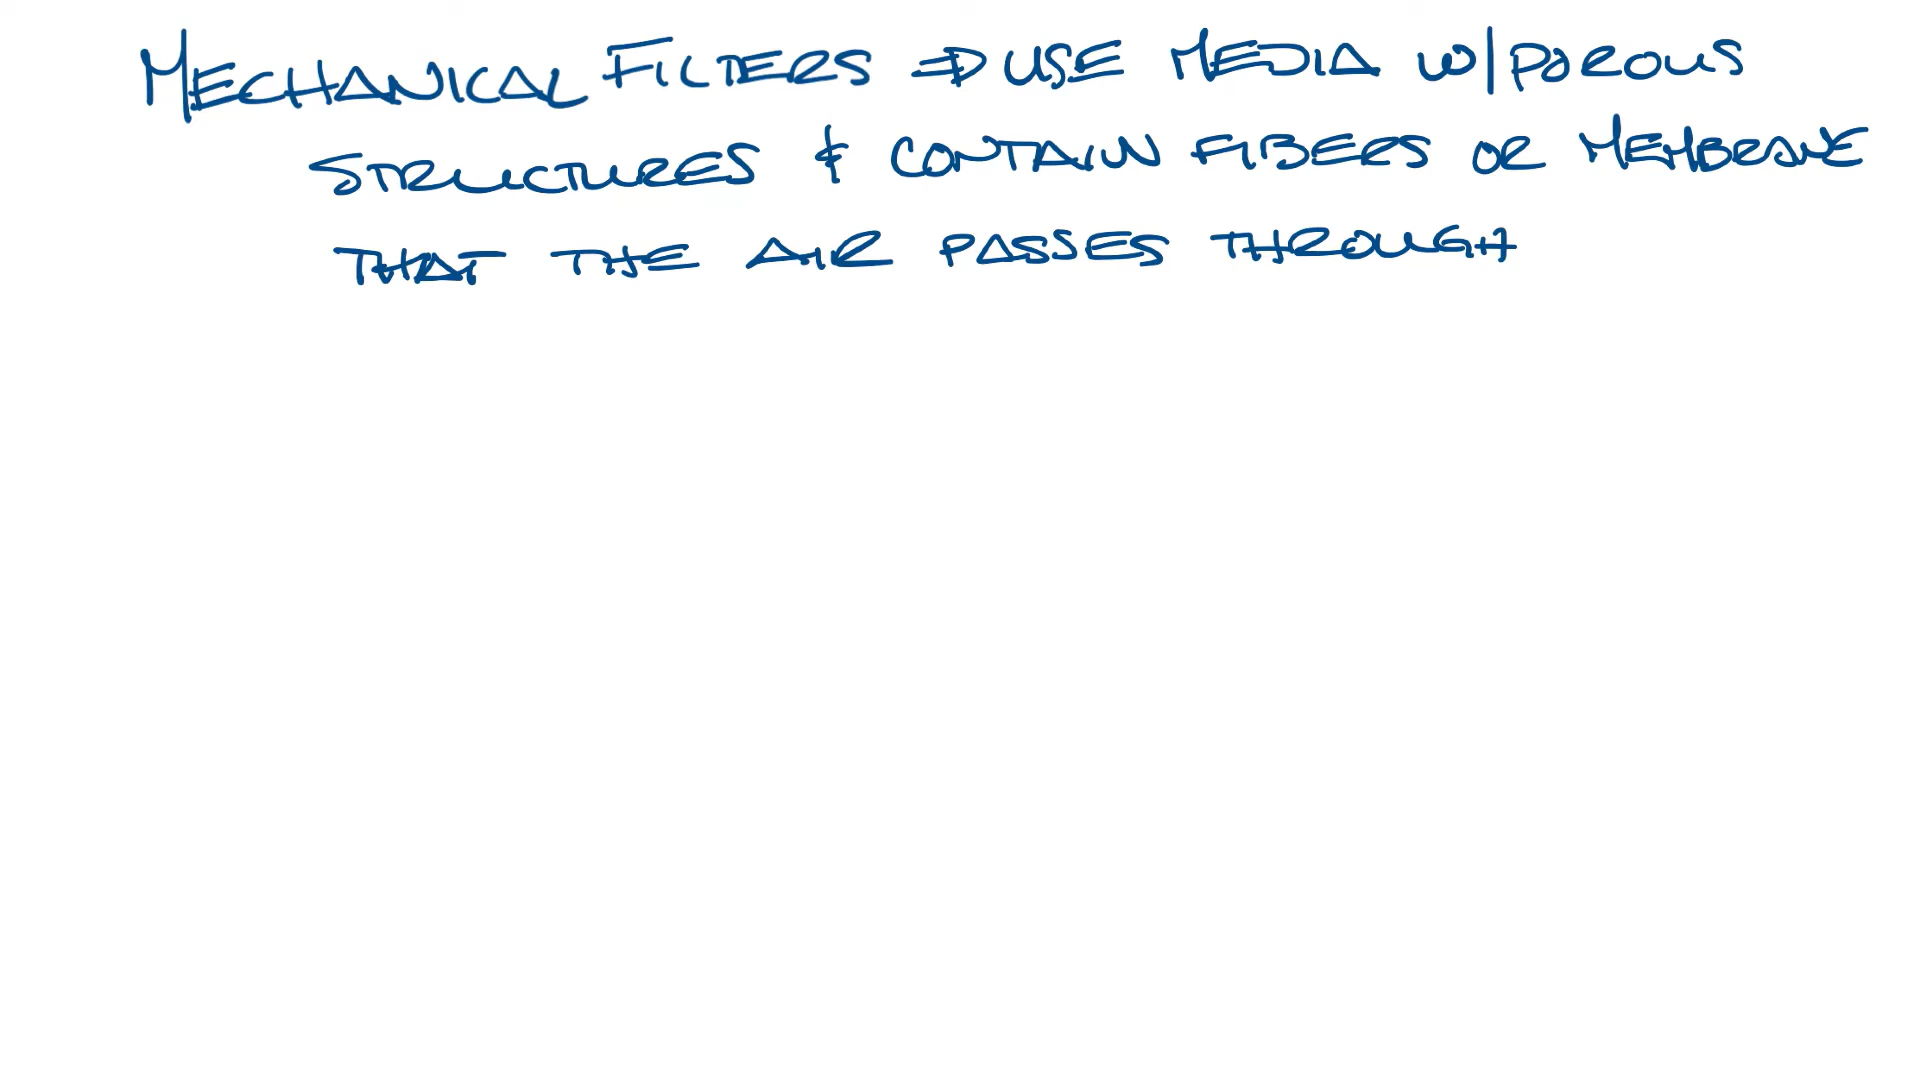 MECHANICAL FILTERS ⇒ USE MEDIA W/POROUS
STRUCTURES & CONTAIN FIBERS OR MEMBRANE
THAT THE AIR PASSES THROUGH